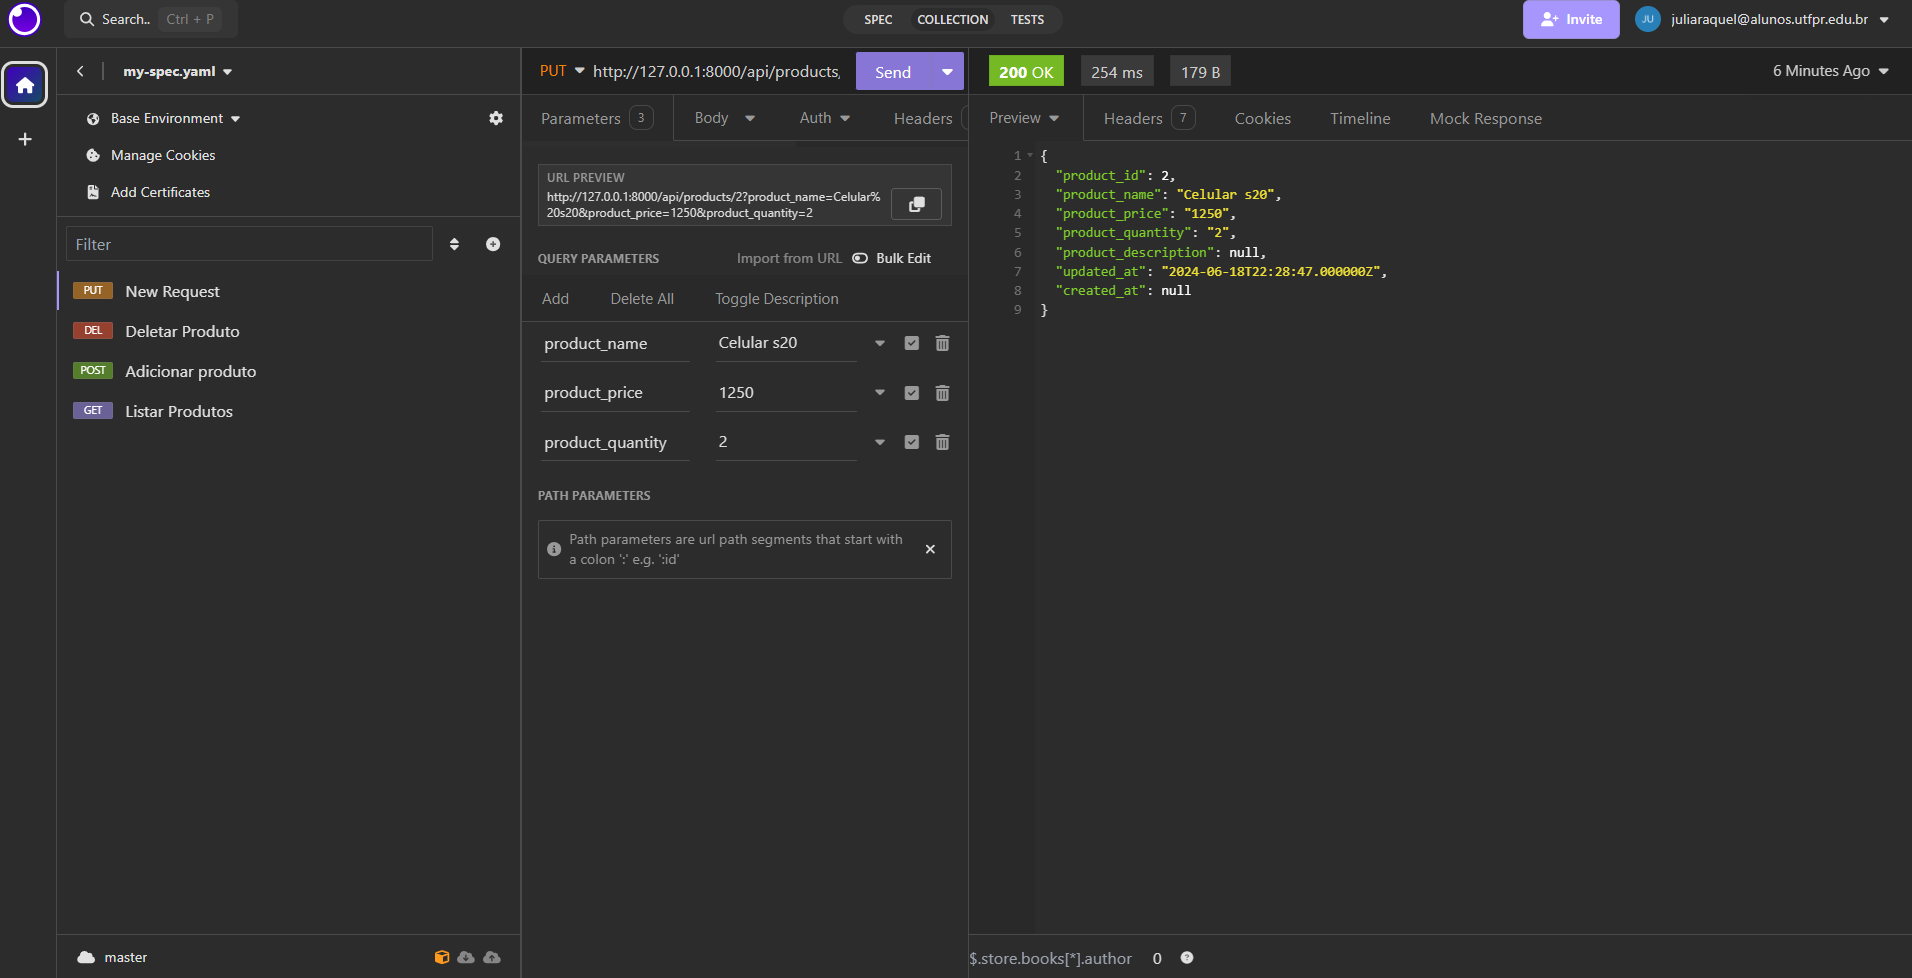 Search.. Ctrl + P
SPEC COLLECTION TESTS
Invite
JU juliaraquel@alunos.utfpr.edu.br
my-spec.yaml
Base Environment
Manage Cookies
Add Certificates
Filter
PUT New Request
DEL Deletar Produto
POST Adicionar produto
GET Listar Produtos
master
PUT http://127.0.0.1:8000/api/products, Send
Parameters 3 Body Auth Headers
URL PREVIEW
http://127.0.0.1:8000/api/products/2?product_name=Celular%
20s20&product_price=1250&product_quantity=2
QUERY PARAMETERS Import from URL Bulk Edit
Add Delete All Toggle Description
product_name Celular s20
product_price 1250
product_quantity 2
PATH PARAMETERS
Path parameters are url path segments that start with
a colon ':' e.g. ':id'
200 OK 254 ms 179 B 6 Minutes Ago
Preview Headers 7 Cookies Timeline Mock Response
1 {
2 "product_id": 2,
3 "product_name": "Celular s20",
4 "product_price": "1250",
5 "product_quantity": "2",
6 "product_description": null,
7 "updated_at": "2024-06-18T22:28:47.000000Z",
8 "created_at": null
9 }
$.store.books[*].author 0